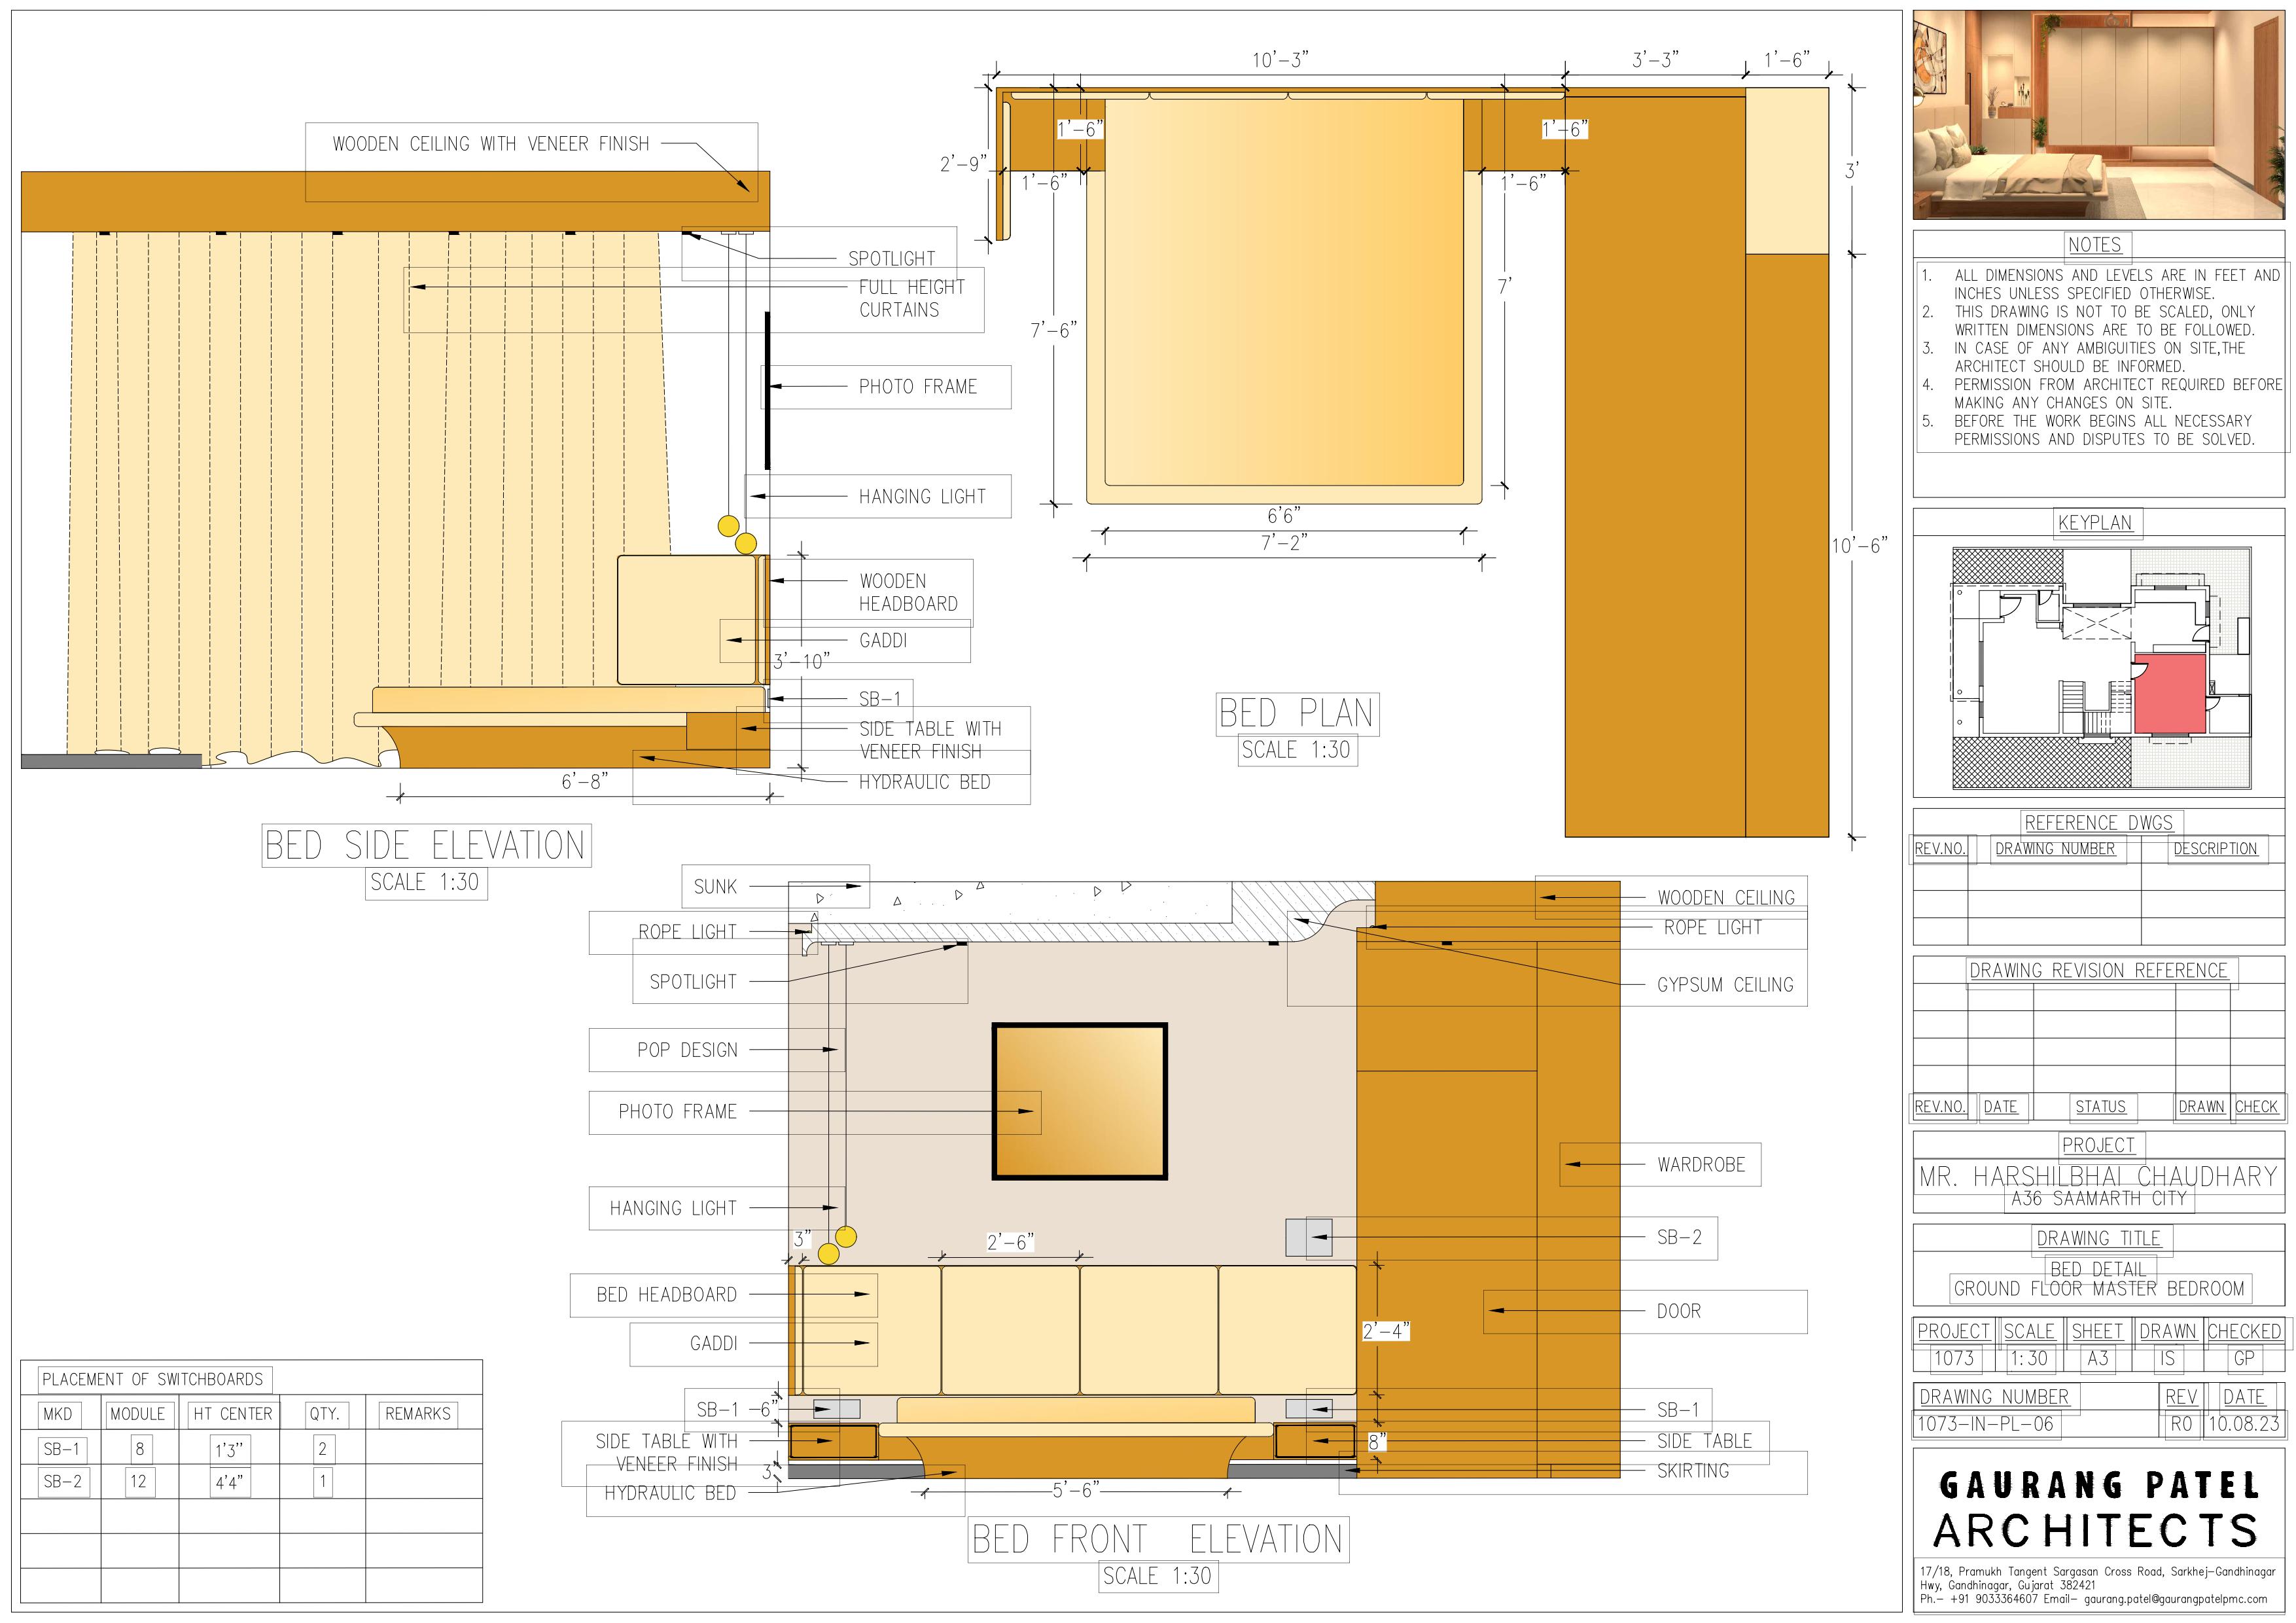 WOODEN CEILING WITH VENEER FINISH
SPOTLIGHT
FULL HEIGHT
CURTAINS
PHOTO FRAME
HANGING LIGHT
WOODEN
HEADBOARD
GADDI
3'-10"
SB-1
SIDE TABLE WITH
VENEER FINISH
HYDRAULIC BED
6'-8"
BED SIDE ELEVATION
SCALE 1:30
10'-3"
3'-3"
1'-6"
1'-6"
1'-6"
2'-9"
1'-6"
1'-6"
3'
7'
7'-6"
6'6"
7'-2"
10'-6"
BED PLAN
SCALE 1:30
SUNK
ROPE LIGHT
SPOTLIGHT
POP DESIGN
PHOTO FRAME
HANGING LIGHT
3"
2'-6"
BED HEADBOARD
GADDI
SB-1
6"
SIDE TABLE WITH
VENEER FINISH
3"
HYDRAULIC BED
5'-6"
WOODEN CEILING
ROPE LIGHT
GYPSUM CEILING
WARDROBE
SB-2
DOOR
2'-4"
SB-1
SIDE TABLE
8"
SKIRTING
BED FRONT ELEVATION
SCALE 1:30
PLACEMENT OF SWITCHBOARDS
MKD MODULE HT CENTER QTY. REMARKS
SB-1 8 1'3'' 2
SB-2 12 4'4" 1
NOTES
1. ALL DIMENSIONS AND LEVELS ARE IN FEET AND
INCHES UNLESS SPECIFIED OTHERWISE.
2. THIS DRAWING IS NOT TO BE SCALED, ONLY
WRITTEN DIMENSIONS ARE TO BE FOLLOWED.
3. IN CASE OF ANY AMBIGUITIES ON SITE,THE
ARCHITECT SHOULD BE INFORMED.
4. PERMISSION FROM ARCHITECT REQUIRED BEFORE
MAKING ANY CHANGES ON SITE.
5. BEFORE THE WORK BEGINS ALL NECESSARY
PERMISSIONS AND DISPUTES TO BE SOLVED.
KEYPLAN
REFERENCE DWGS
REV.NO. DRAWING NUMBER DESCRIPTION
DRAWING REVISION REFERENCE
REV.NO. DATE STATUS DRAWN CHECK
PROJECT
MR. HARSHILBHAI CHAUDHARY
A36 SAAMARTH CITY
DRAWING TITLE
BED DETAIL
GROUND FLOOR MASTER BEDROOM
PROJECT SCALE SHEET DRAWN CHECKED
1073 1:30 A3 IS GP
DRAWING NUMBER REV DATE
1073-IN-PL-06 R0 10.08.23
GAURANG PATEL
ARCHITECTS
17/18, Pramukh Tangent Sargasan Cross Road, Sarkhej-Gandhinagar
Hwy, Gandhinagar, Gujarat 382421
Ph.- +91 9033364607 Email- gaurang.patel@gaurangpatelpmc.com